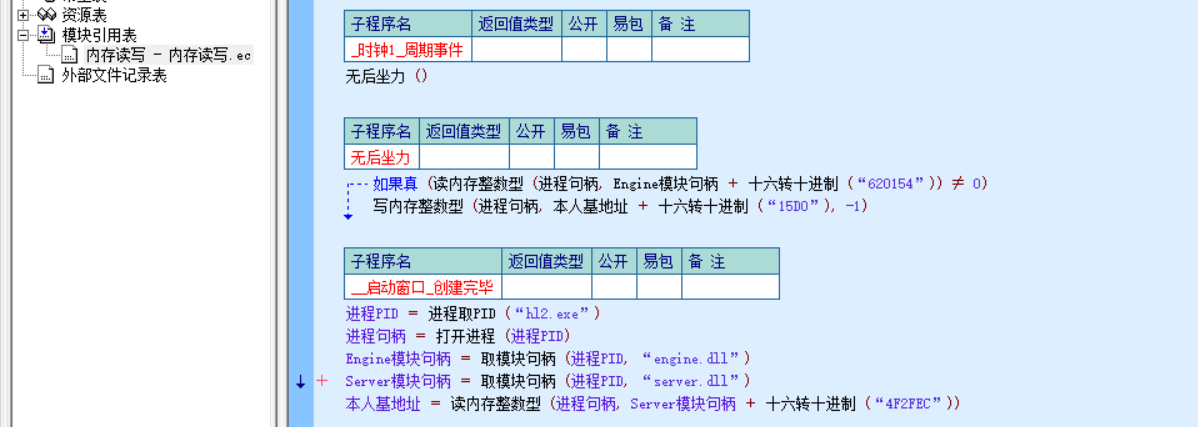 资源表
模块引用表
内存读写 - 内存读写.ec
外部文件记录表
子程序名 返回值类型 公开 易包 备 注
_时钟1_周期事件
无后坐力 ()
子程序名 返回值类型 公开 易包 备 注
无后坐力
如果真 (读内存整数型 (进程句柄, Engine模块句柄 + 十六转十进制 (“620154”)) ≠ 0)
写内存整数型 (进程句柄, 本人基地址 + 十六转十进制 (“15D0”), -1)
子程序名 返回值类型 公开 易包 备 注
__启动窗口_创建完毕
进程PID = 进程取PID (“hl2.exe”)
进程句柄 = 打开进程 (进程PID)
Engine模块句柄 = 取模块句柄 (进程PID, “engine.dll”)
Server模块句柄 = 取模块句柄 (进程PID, “server.dll”)
本人基地址 = 读内存整数型 (进程句柄, Server模块句柄 + 十六转十进制 (“4F2FEC”))